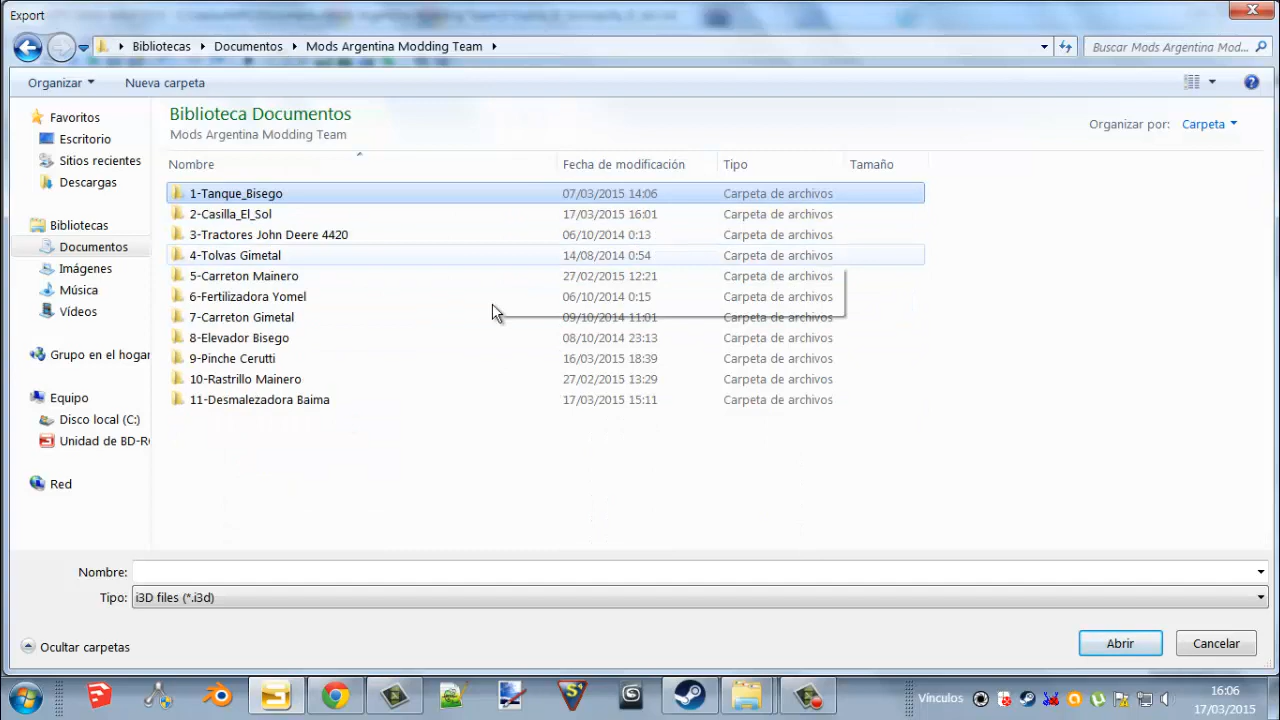 Export
Bibliotecas Documentos Mods Argentina Modding Team
Buscar Mods Argentina Mod...
Organizar Nueva carpeta
Favoritos
Escritorio
Sitios recientes
Descargas
Bibliotecas
Documentos
Imágenes
Música
Vídeos
Grupo en el hogar
Equipo
Disco local (C:)
Unidad de BD-R
Red
Biblioteca Documentos
Mods Argentina Modding Team
Organizar por: Carpeta
Nombre Fecha de modificación Tipo Tamaño
1-Tanque_Bisego 07/03/2015 14:06 Carpeta de archivos
2-Casilla_El_Sol 17/03/2015 16:01 Carpeta de archivos
3-Tractores John Deere 4420 06/10/2014 0:13 Carpeta de archivos
4-Tolvas Gimetal 14/08/2014 0:54 Carpeta de archivos
5-Carreton Mainero 27/02/2015 12:21 Carpeta de archivos
6-Fertilizadora Yomel 06/10/2014 0:15 Carpeta de archivos
7-Carreton Gimetal 09/10/2014 11:01 Carpeta de archivos
8-Elevador Bisego 08/10/2014 23:13 Carpeta de archivos
9-Pinche Cerutti 16/03/2015 18:39 Carpeta de archivos
10-Rastrillo Mainero 27/02/2015 13:29 Carpeta de archivos
11-Desmalezadora Baima 17/03/2015 15:11 Carpeta de archivos
Nombre:
Tipo: i3D files (*.i3d)
Ocultar carpetas
Abrir Cancelar
Vínculos
16:06
17/03/2015